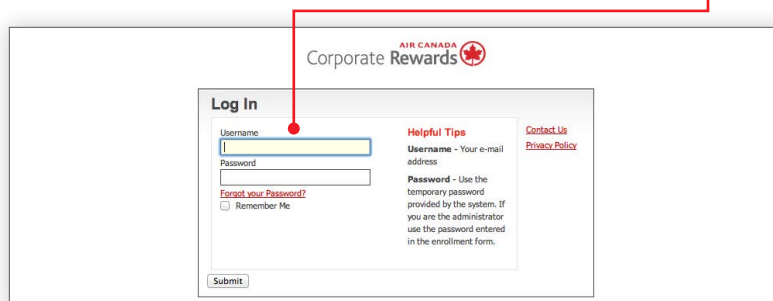 AIR CANADA
Corporate Rewards
Log In
Username
Password
Forgot your Password?
Remember Me
Helpful Tips
Username - Your e-mail
address
Password - Use the
temporary password
provided by the system. If
you are the administrator
use the password entered
in the enrollment form.
Contact Us
Privacy Policy
Submit